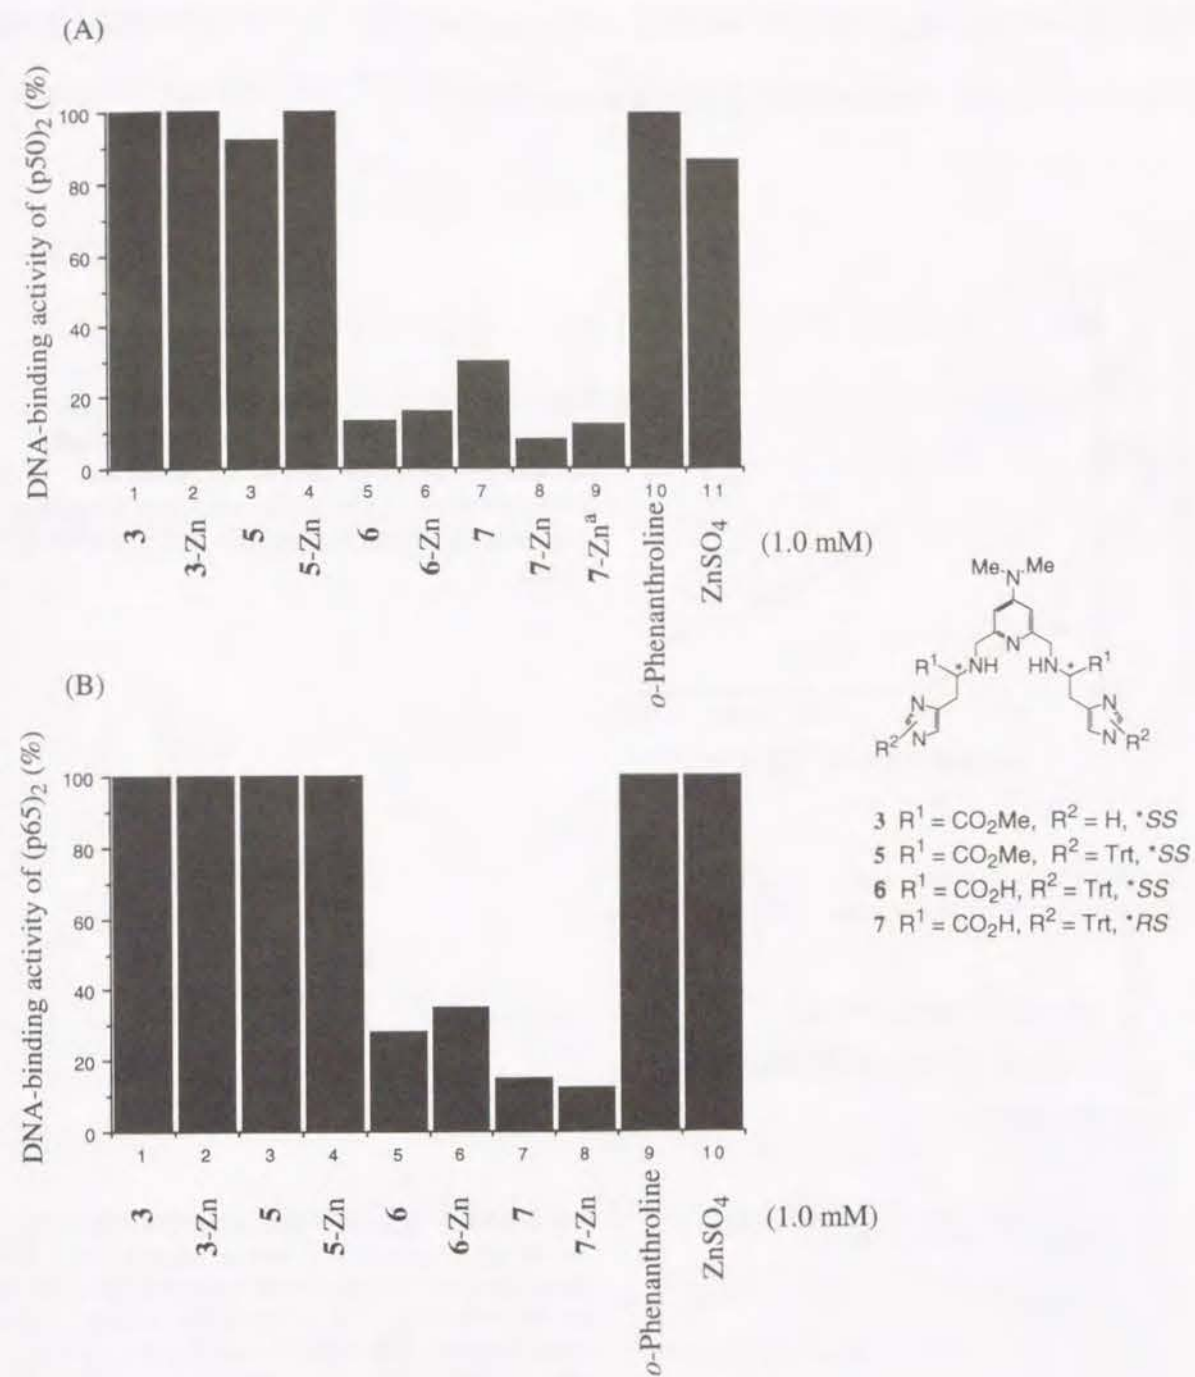 (A)
DNA-binding activity of (p50)₂ (%)
100
80
60
40
20
0
1 2 3 4 5 6 7 8 9 10 11
3
3-Zn
5
5-Zn
6
6-Zn
7
7-Zn
7-Znᵃ
o-Phenanthroline
ZnSO₄
(1.0 mM)
(B)
DNA-binding activity of (p65)₂ (%)
100
80
60
40
20
0
1 2 3 4 5 6 7 8 9 10
3
3-Zn
5
5-Zn
6
6-Zn
7
7-Zn
o-Phenanthroline
ZnSO₄
(1.0 mM)
Me N Me
N
R¹ * NH HN * R¹
N N
R² N N R²
3 R¹ = CO₂Me, R² = H, *SS
5 R¹ = CO₂Me, R² = Trt, *SS
6 R¹ = CO₂H, R² = Trt, *SS
7 R¹ = CO₂H, R² = Trt, *RS